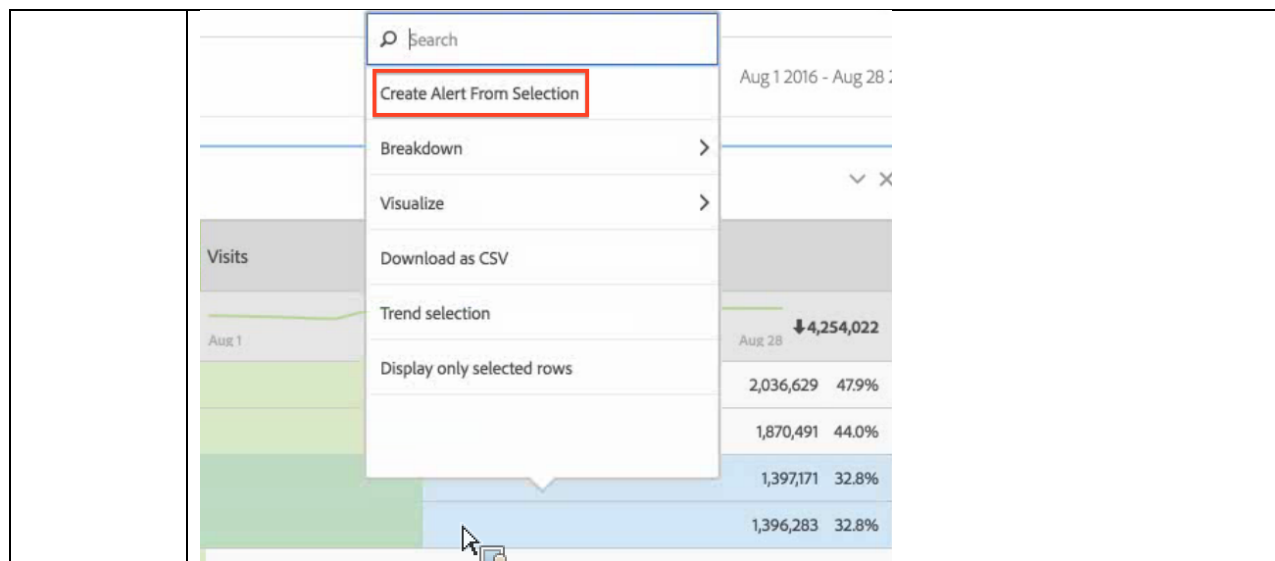 Search
Create Alert From Selection
Aug 1 2016 - Aug 28
Breakdown
Visualize
Visits
Download as CSV
Trend selection
Aug 1
Aug 28
4,254,022
Display only selected rows
2,036,629 47.9%
1,870,491 44.0%
1,397,171 32.8%
1,396,283 32.8%